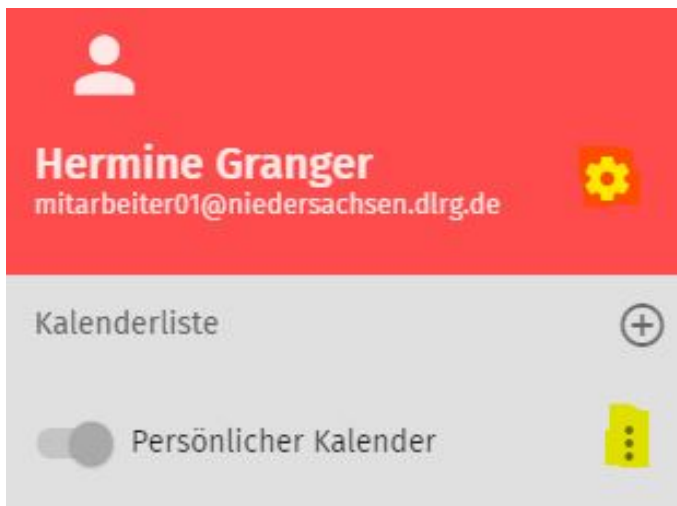 Hermine Granger
mitarbeiter01@niedersachsen.dlrg.de
Kalenderliste
Persönlicher Kalender